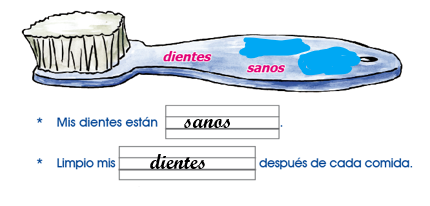 dientes
sanos
* Mis dientes están sanos.
* Limpio mis dientes después de cada comida.